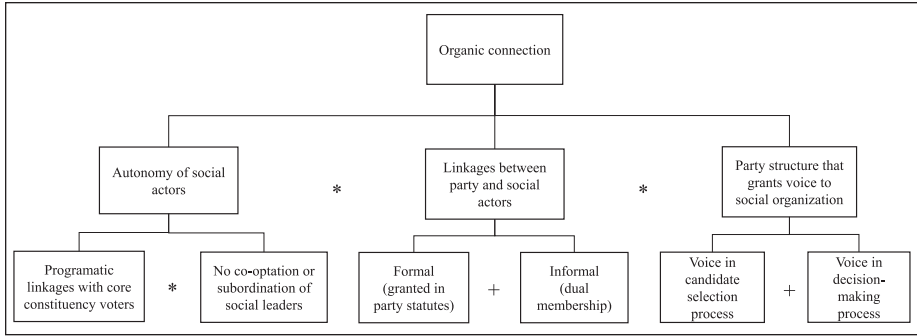 Organic connection
Autonomy of social
actors
*
Linkages between
party and social
actors
*
Party structure that
grants voice to
social organization
Programatic
linkages with core
constituency voters
*
No co-optation or
subordination of
social leaders
Formal
(granted in
party statutes)
+
Informal
(dual
membership)
Voice in
candidate
selection
process
+
Voice in
decision-
making
process